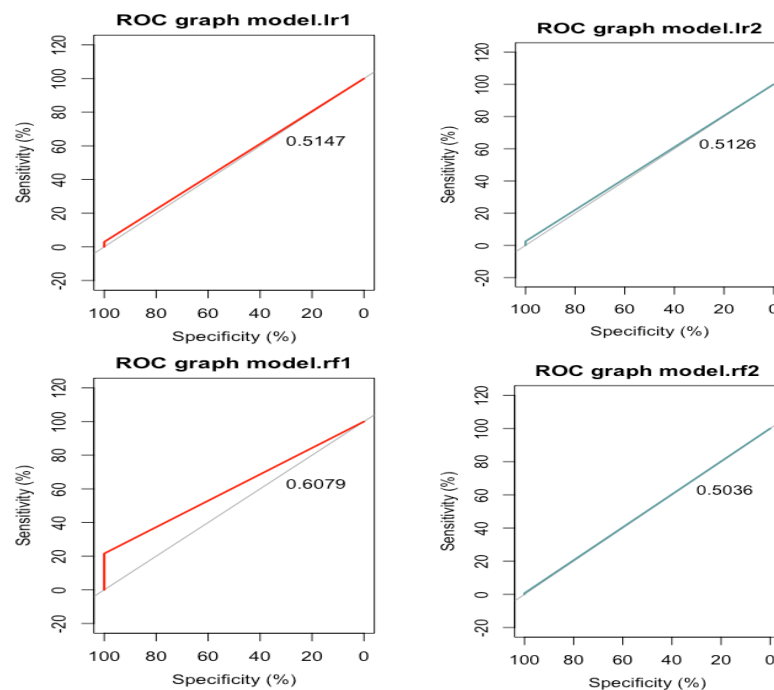 ROC graph model.lr1
120
100
80
60
40
20
0
-20
Sensitivity (%)
0.5147
100 80 60 40 20 0
Specificity (%)
ROC graph model.lr2
120
100
80
60
40
20
0
-20
Sensitivity (%)
0.5126
100 80 60 40 20 0
Specificity (%)
ROC graph model.rf1
120
100
80
60
40
20
0
-20
Sensitivity (%)
0.6079
100 80 60 40 20 0
Specificity (%)
ROC graph model.rf2
120
100
80
60
40
20
0
-20
Sensitivity (%)
0.5036
100 80 60 40 20 0
Specificity (%)